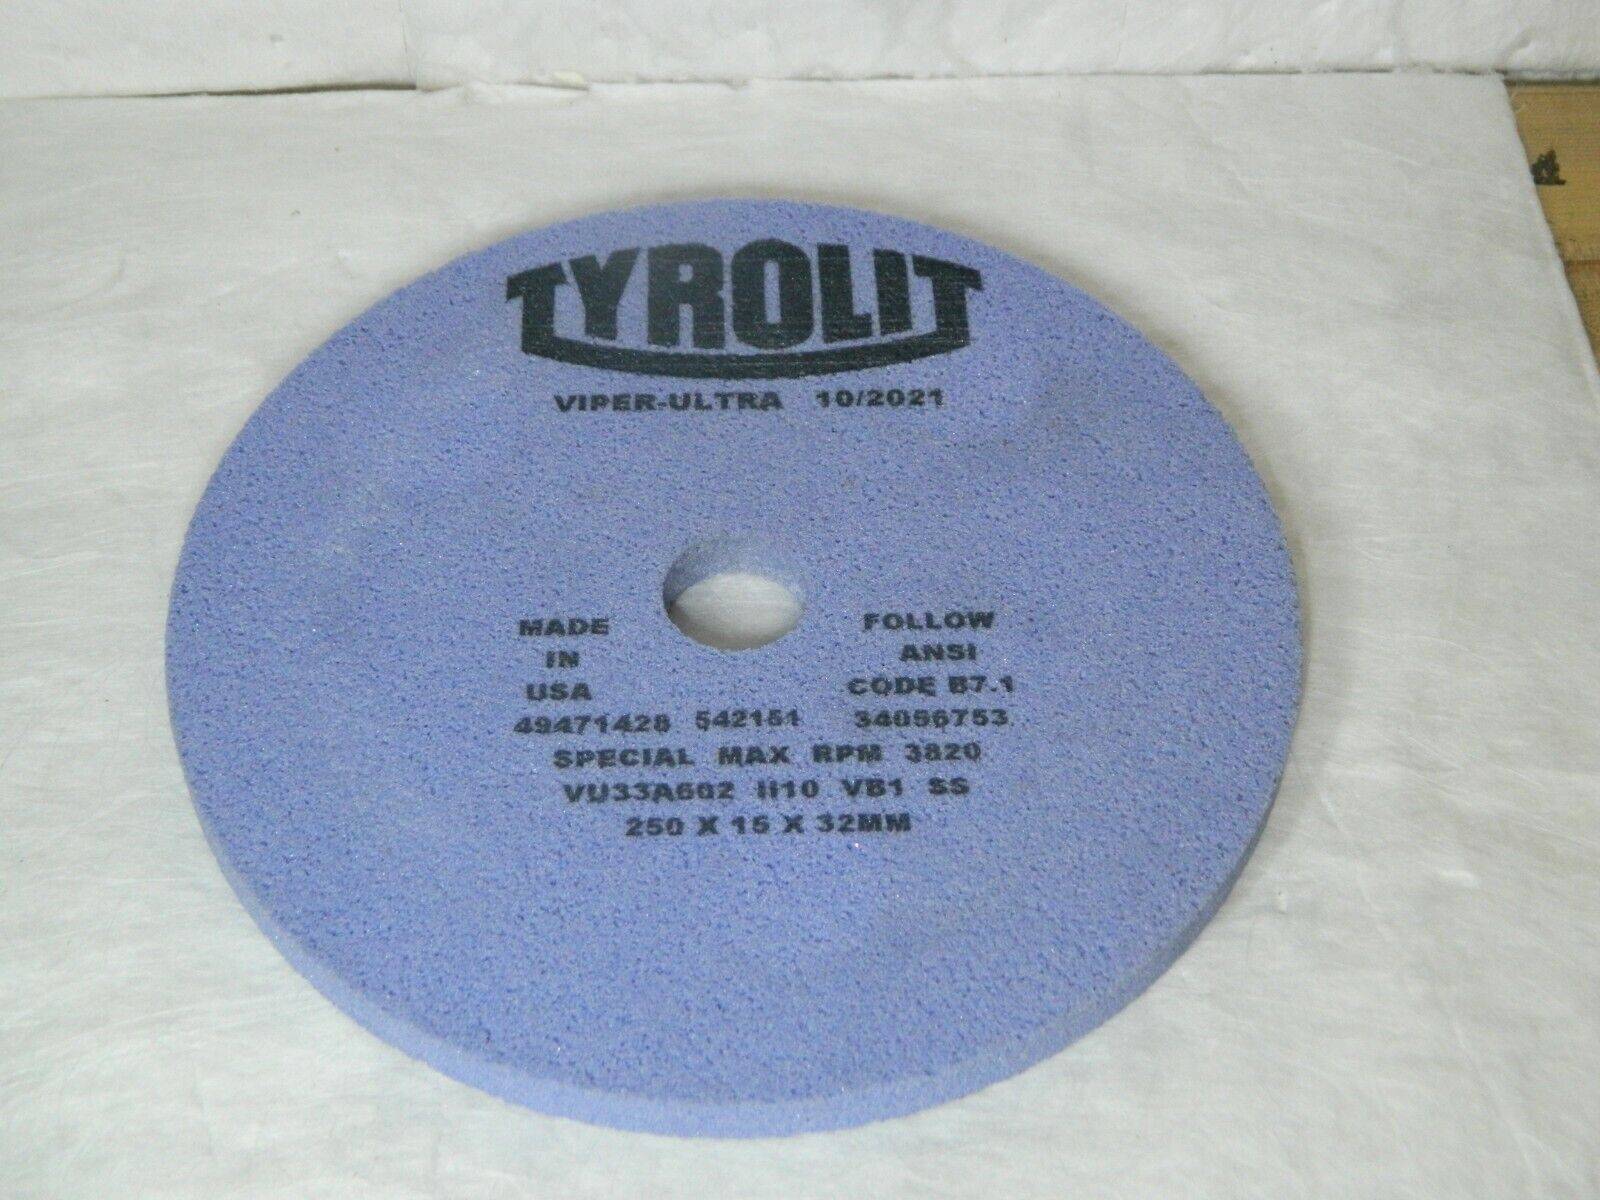 TYROLIT
VIPER-ULTRA 10/2021
MADE FOLLOW
IN ANSI
USA CODE B7.1
49471428 542151 34056753
SPECIAL MAX RPM 3820
VU33A602 H10 VB1 SS
250 X 15 X 32MM